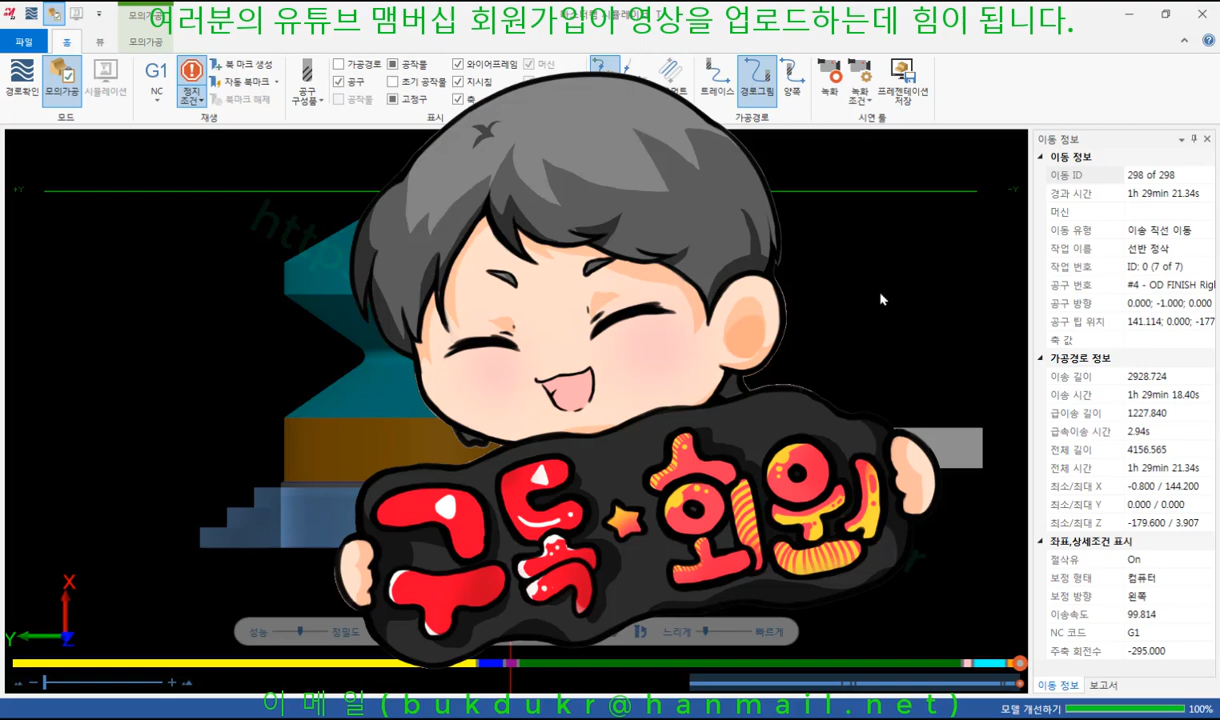 여러분의 유튜브 맴버십 회원가입이 영상을 업로드하는데 힘이 됩니다.
파일
홈
뷰
모의가공
경로확인
모의가공
시뮬레이션
모드
G1
NC
정지
조건
북 마크 생성
자동 북마크
북마크 해제
재생
공구
구성품
가공경로
공구
공작물
공작물
초기 공작물
고정구
와이어프레임
지시침
축
머신
표시
트레이스
경로그림
양쪽
가공경로
녹화
녹화
조건
프레젠테이션
저장
시연 툴
+Y
-Y
구독
회원
성능
정밀도
느리게
빠르게
X
Y
Z
이동 정보
이동 정보
이동 ID 298 of 298
경과 시간 1h 29min 21.34s
머신
이동 유형 이송 직선 이동
작업 이름 선반 정삭
작업 번호 ID: 0 (7 of 7)
공구 번호 #4 - OD FINISH Righ
공구 방향 0.000; -1.000; 0.000
공구 팁 위치 141.114; 0.000; -177
축 값
가공경로 정보
이송 길이 2928.724
이송 시간 1h 29min 18.40s
급이송 길이 1227.840
급속이송 시간 2.94s
전체 길이 4156.565
전체 시간 1h 29min 21.34s
최소/최대 X -0.800 / 144.200
최소/최대 Y 0.000 / 0.000
최소/최대 Z -179.600 / 3.907
좌표,상세조건 표시
절삭유 On
보정 형태 컴퓨터
보정 방향 왼쪽
이송속도 99.814
NC 코드 G1
주축 회전수 -295.000
이동 정보
보고서
이 메 일 ( b u k d u k r @ h a n m a i l . n e t )
모델 개선하기 100%